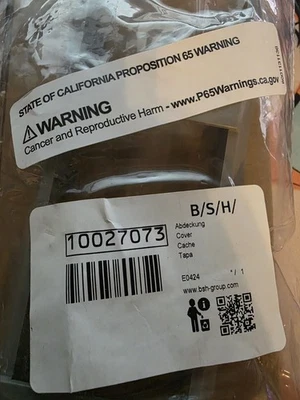 STATE OF CALIFORNIA PROPOSITION 65 WARNING
WARNING
Cancer and Reproductive Harm - www.P65Warnings.ca.gov
B/S/H/
10027073
Abdeckung
Cover
Cache
Tapa
E0424 */ 1
www.bsh-group.com